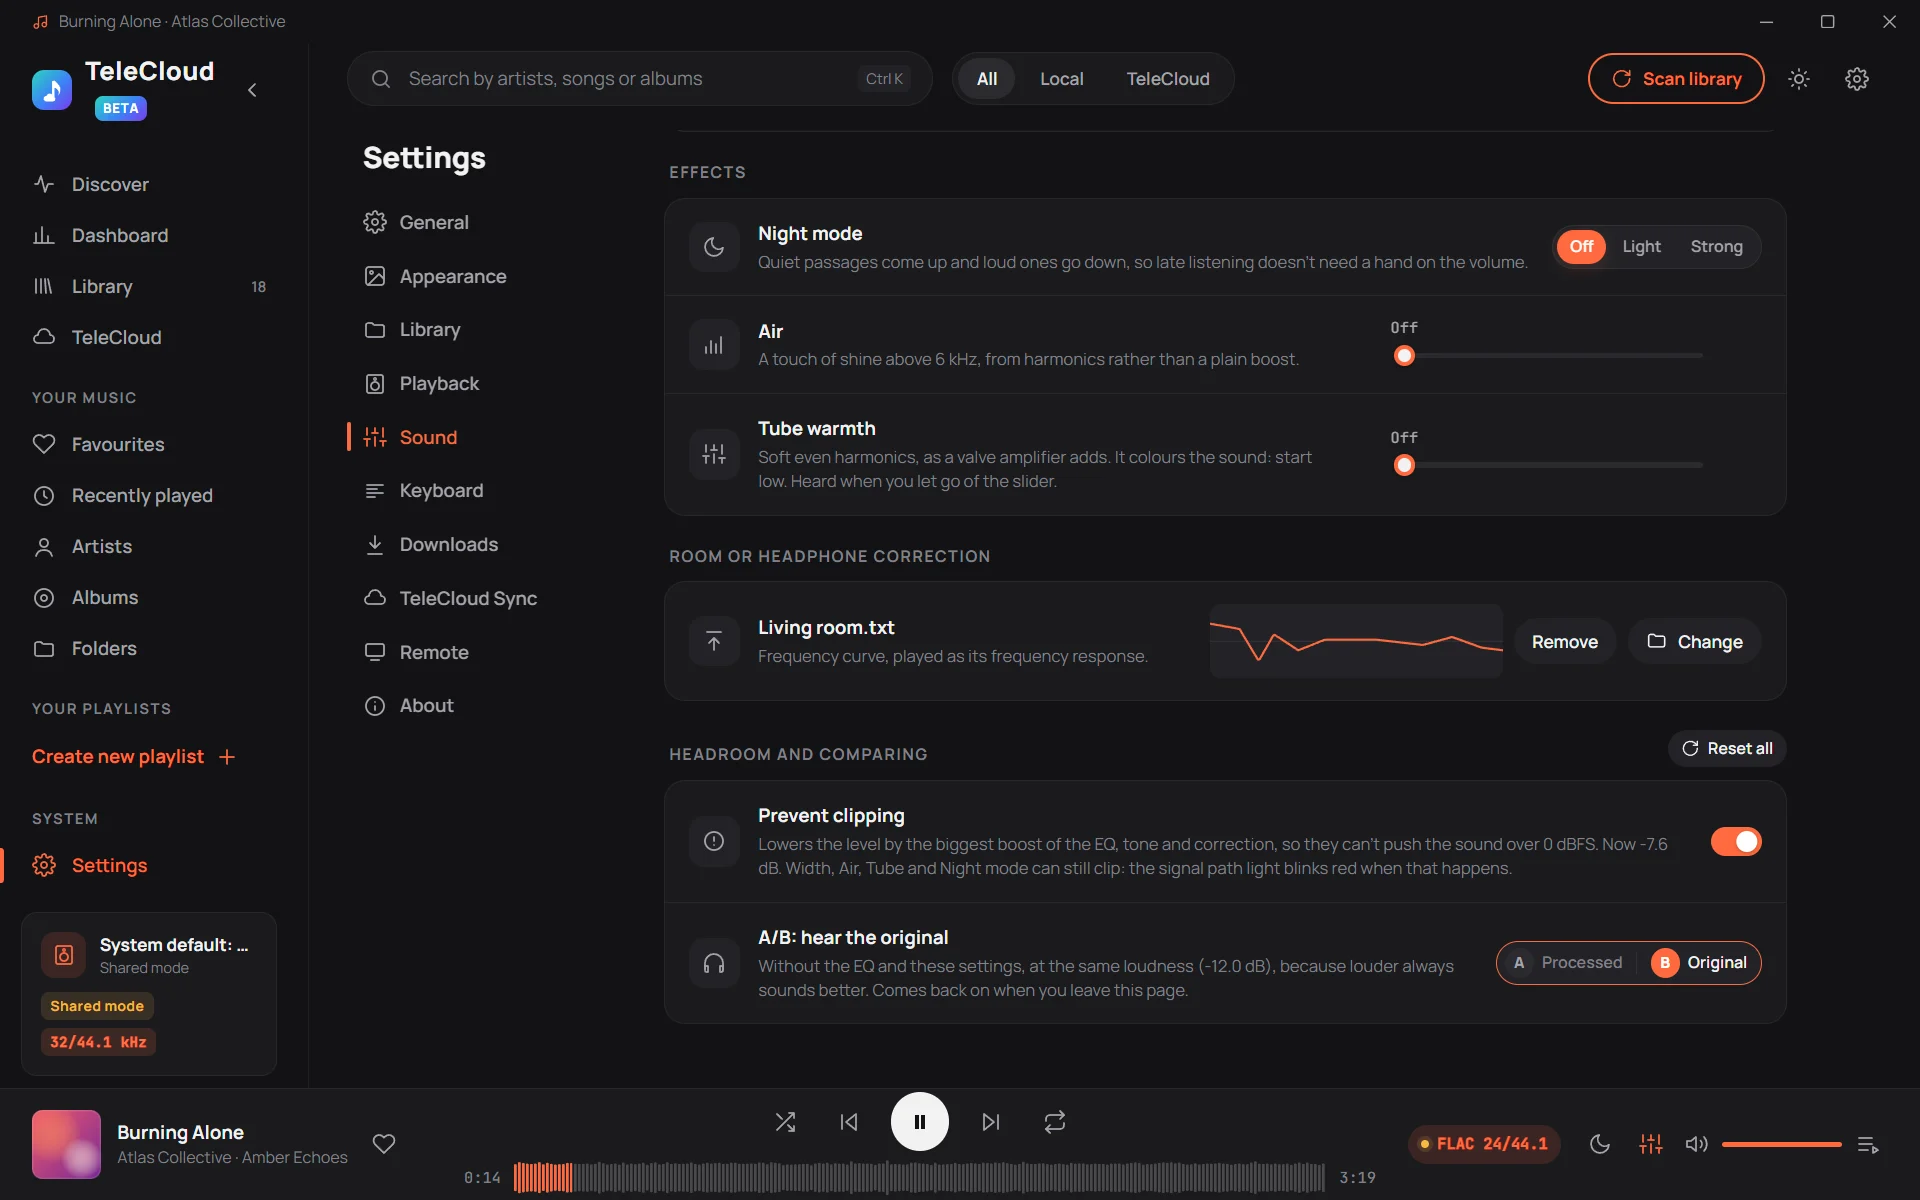 Burning Alone · Atlas Collective
TeleCloud
BETA
Search by artists, songs or albums
Ctrl K
All
Local
TeleCloud
Scan library
Discover
Dashboard
Library
18
TeleCloud
YOUR MUSIC
Favourites
Recently played
Artists
Albums
Folders
YOUR PLAYLISTS
Create new playlist
SYSTEM
Settings
System default: ...
Shared mode
Shared mode
32/44.1 kHz
Settings
General
Appearance
Library
Playback
Sound
Keyboard
Downloads
TeleCloud Sync
Remote
About
EFFECTS
Night mode
Quiet passages come up and loud ones go down, so late listening doesn't need a hand on the volume.
Off
Light
Strong
Air
A touch of shine above 6 kHz, from harmonics rather than a plain boost.
Off
Tube warmth
Soft even harmonics, as a valve amplifier adds. It colours the sound: start
low. Heard when you let go of the slider.
Off
ROOM OR HEADPHONE CORRECTION
Living room.txt
Frequency curve, played as its frequency response.
Remove
Change
HEADROOM AND COMPARING
Reset all
Prevent clipping
Lowers the level by the biggest boost of the EQ, tone and correction, so they can't push the sound over 0 dBFS. Now -7.6
dB. Width, Air, Tube and Night mode can still clip: the signal path light blinks red when that happens.
A/B: hear the original
Without the EQ and these settings, at the same loudness (-12.0 dB), because louder always
sounds better. Comes back on when you leave this page.
A Processed
B Original
Burning Alone
Atlas Collective · Amber Echoes
0:14
3:19
FLAC 24/44.1